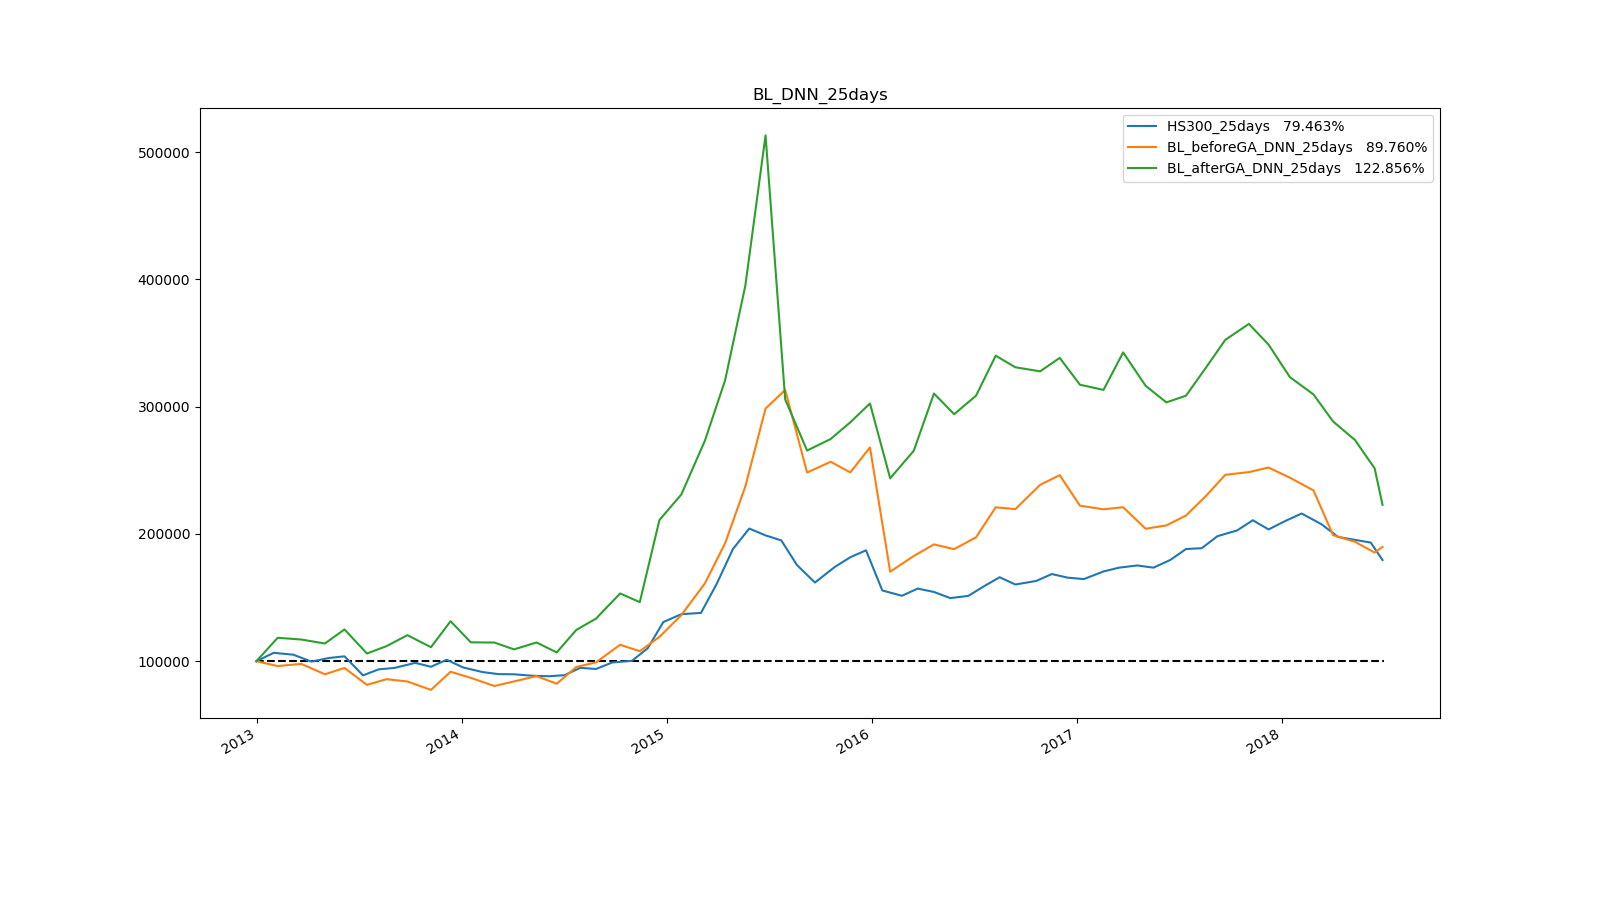 BL_DNN_25days
HS300_25days 79.463%
BL_beforeGA_DNN_25days 89.760%
BL_afterGA_DNN_25days 122.856%
500000
400000
300000
200000
100000
2013
2014
2015
2016
2017
2018